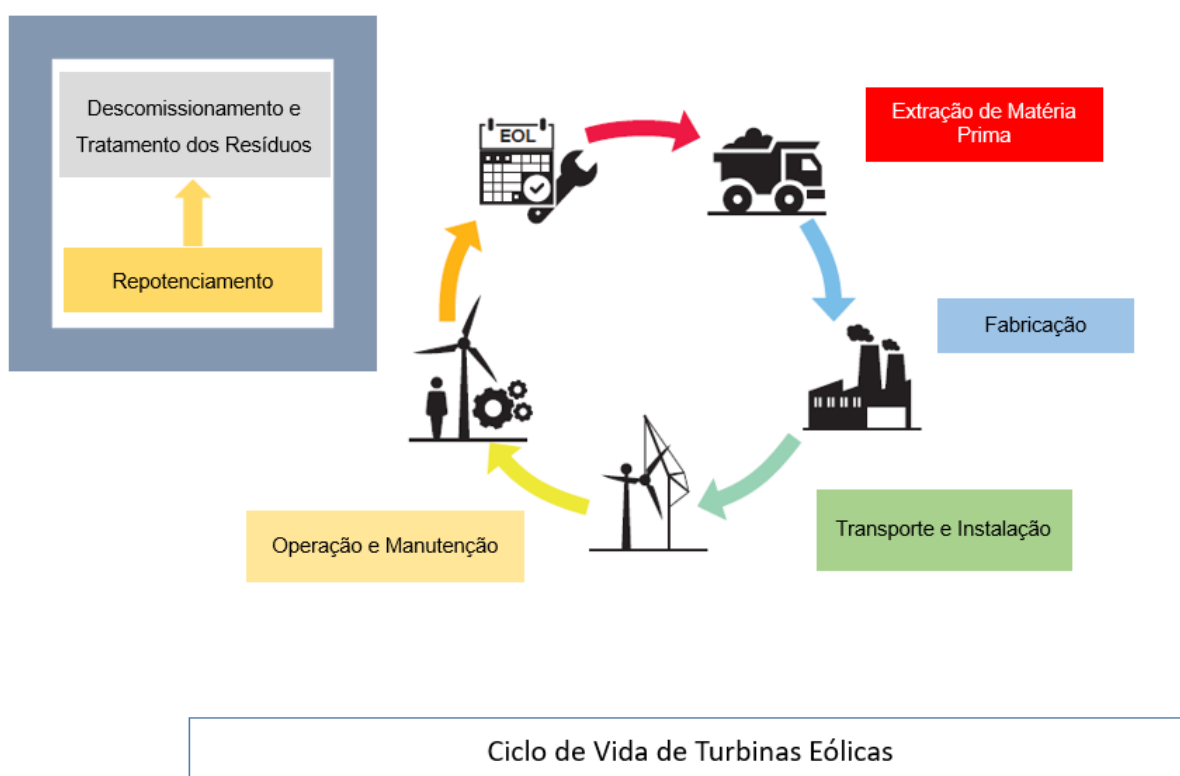 Descomissionamento e
Tratamento dos Resíduos
Repotenciamento
EOL
Extração de Matéria
Prima
Fabricação
Transporte e Instalação
Operação e Manutenção
Ciclo de Vida de Turbinas Eólicas